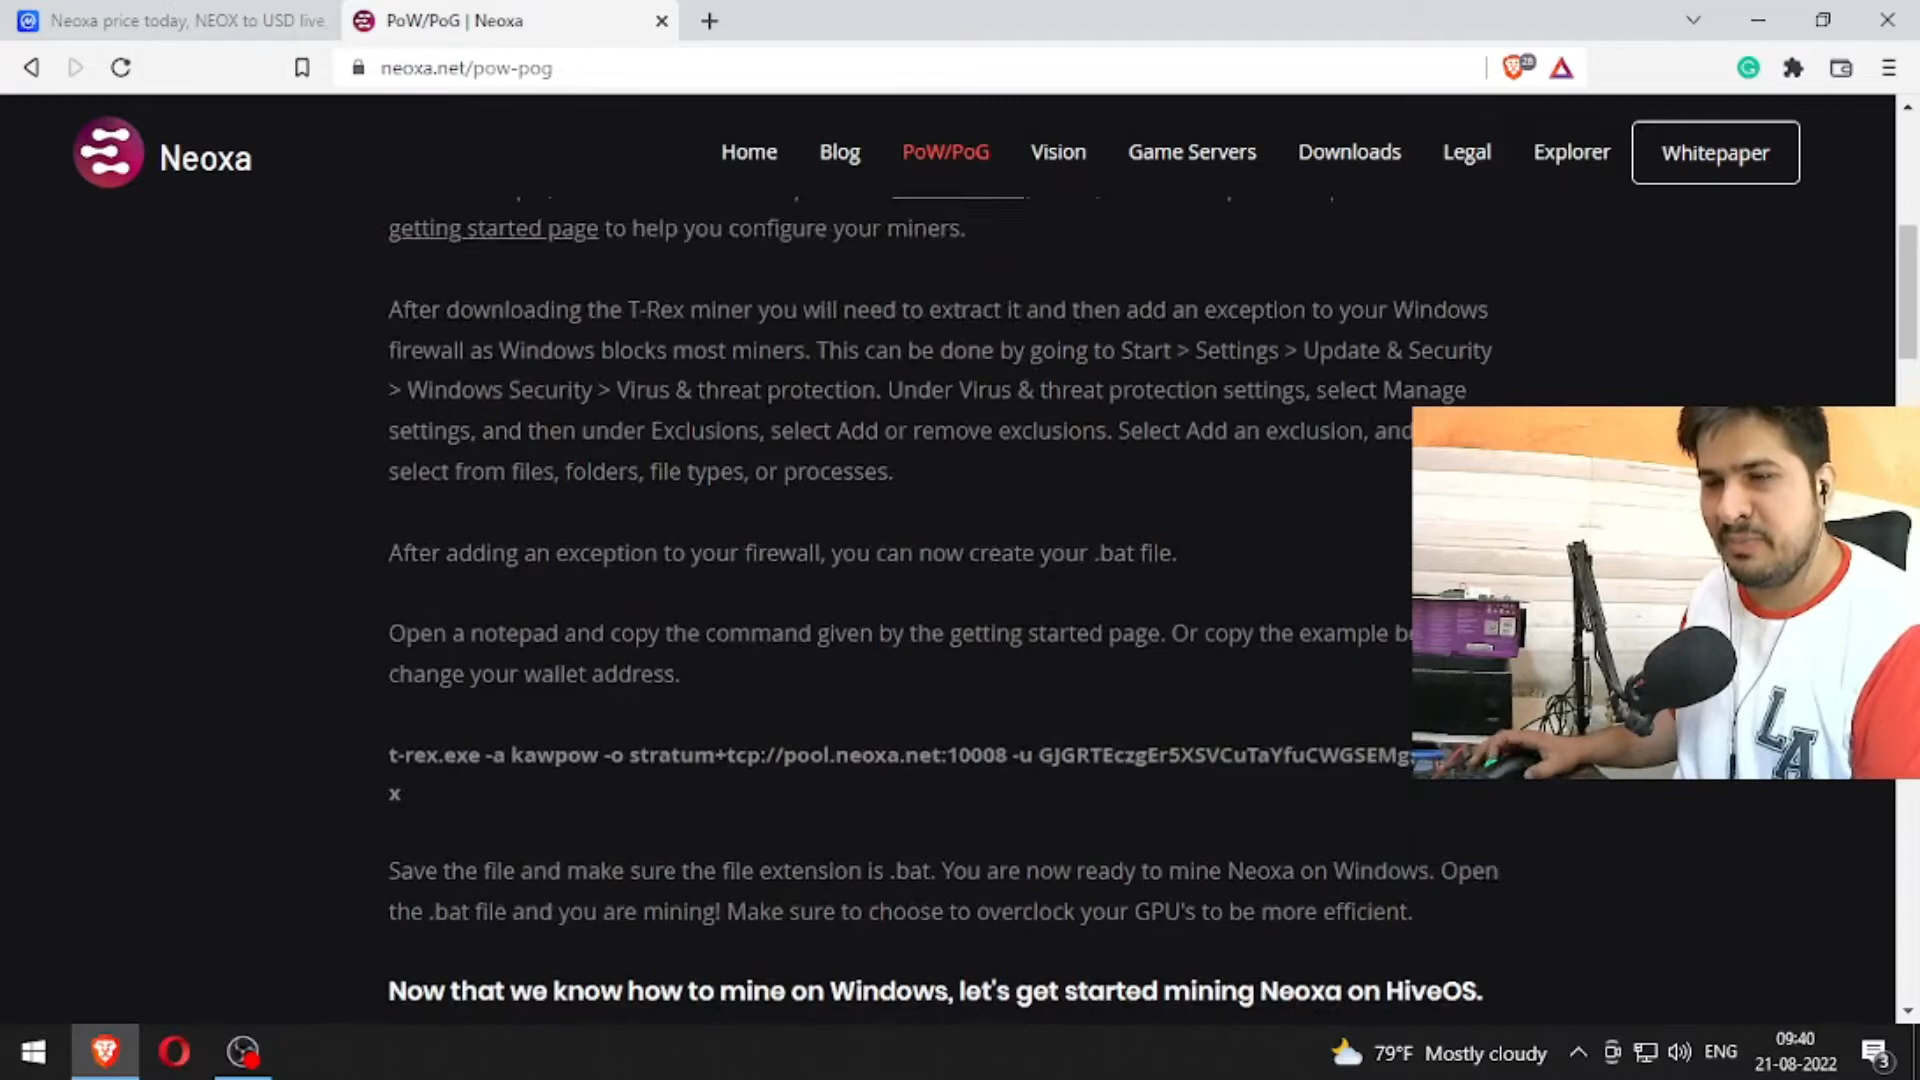 Neoxa price today, NEOX to USD live
PoW/PoG | Neoxa
neoxa.net/pow-pog
28
Neoxa
Home Blog PoW/PoG Vision Game Servers Downloads Legal Explorer Whitepaper
getting started page to help you configure your miners.
After downloading the T-Rex miner you will need to extract it and then add an exception to your Windows
firewall as Windows blocks most miners. This can be done by going to Start > Settings > Update & Security
> Windows Security > Virus & threat protection. Under Virus & threat protection settings, select Manage
settings, and then under Exclusions, select Add or remove exclusions. Select Add an exclusion, and
select from files, folders, file types, or processes.
After adding an exception to your firewall, you can now create your .bat file.
Open a notepad and copy the command given by the getting started page. Or copy the example
change your wallet address.
t-rex.exe -a kawpow -o stratum+tcp://pool.neoxa.net:10008 -u GJGRTEczgEr5XSVCuTaYfuCWGSEMg
x
Save the file and make sure the file extension is .bat. You are now ready to mine Neoxa on Windows. Open
the .bat file and you are mining! Make sure to choose to overclock your GPU's to be more efficient.
Now that we know how to mine on Windows, let's get started mining Neoxa on HiveOS.
LA
79°F Mostly cloudy
ENG
09:40
21-08-2022
3